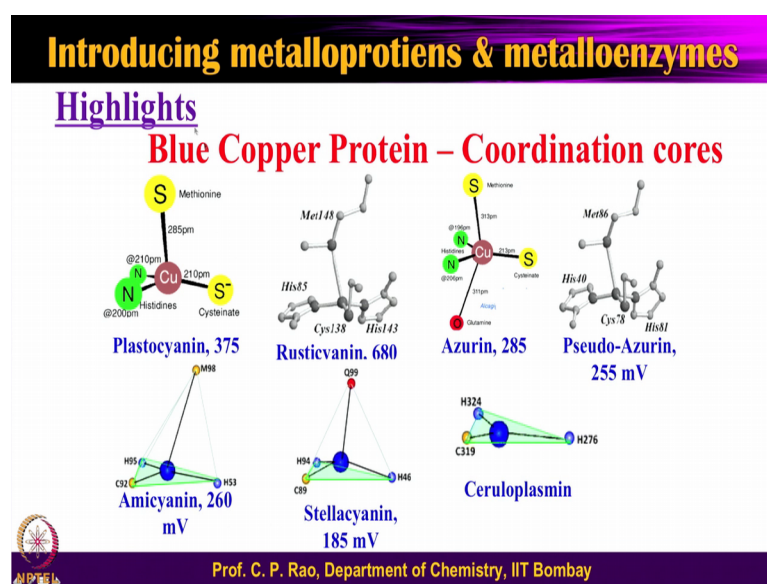 Introducing metalloprotiens & metalloenzymes
Highlights
Blue Copper Protein – Coordination cores
S Methionine
285pm
@210pm
N Cu 210pm
N S-
Histidines
@200pm Cysteinate
Plastocyanin, 375
Met148
His85
Cys138 His143
Rusticvanin. 680
S Methionine
313pm
@196pm
N
Histidines Cu 213pm
N S
@206pm Cysteinate
311pm
O Glutamine
Azurin, 285
Met86
His40
Cys78
His81
Pseudo-Azurin,
255 mV
M98
H95
C92 H53
Amicyanin, 260
mV
Q99
H94
C89 H46
Stellacyanin,
185 mV
H324
H276
C319
Ceruloplasmin
NPTEL
Prof. C. P. Rao, Department of Chemistry, IIT Bombay